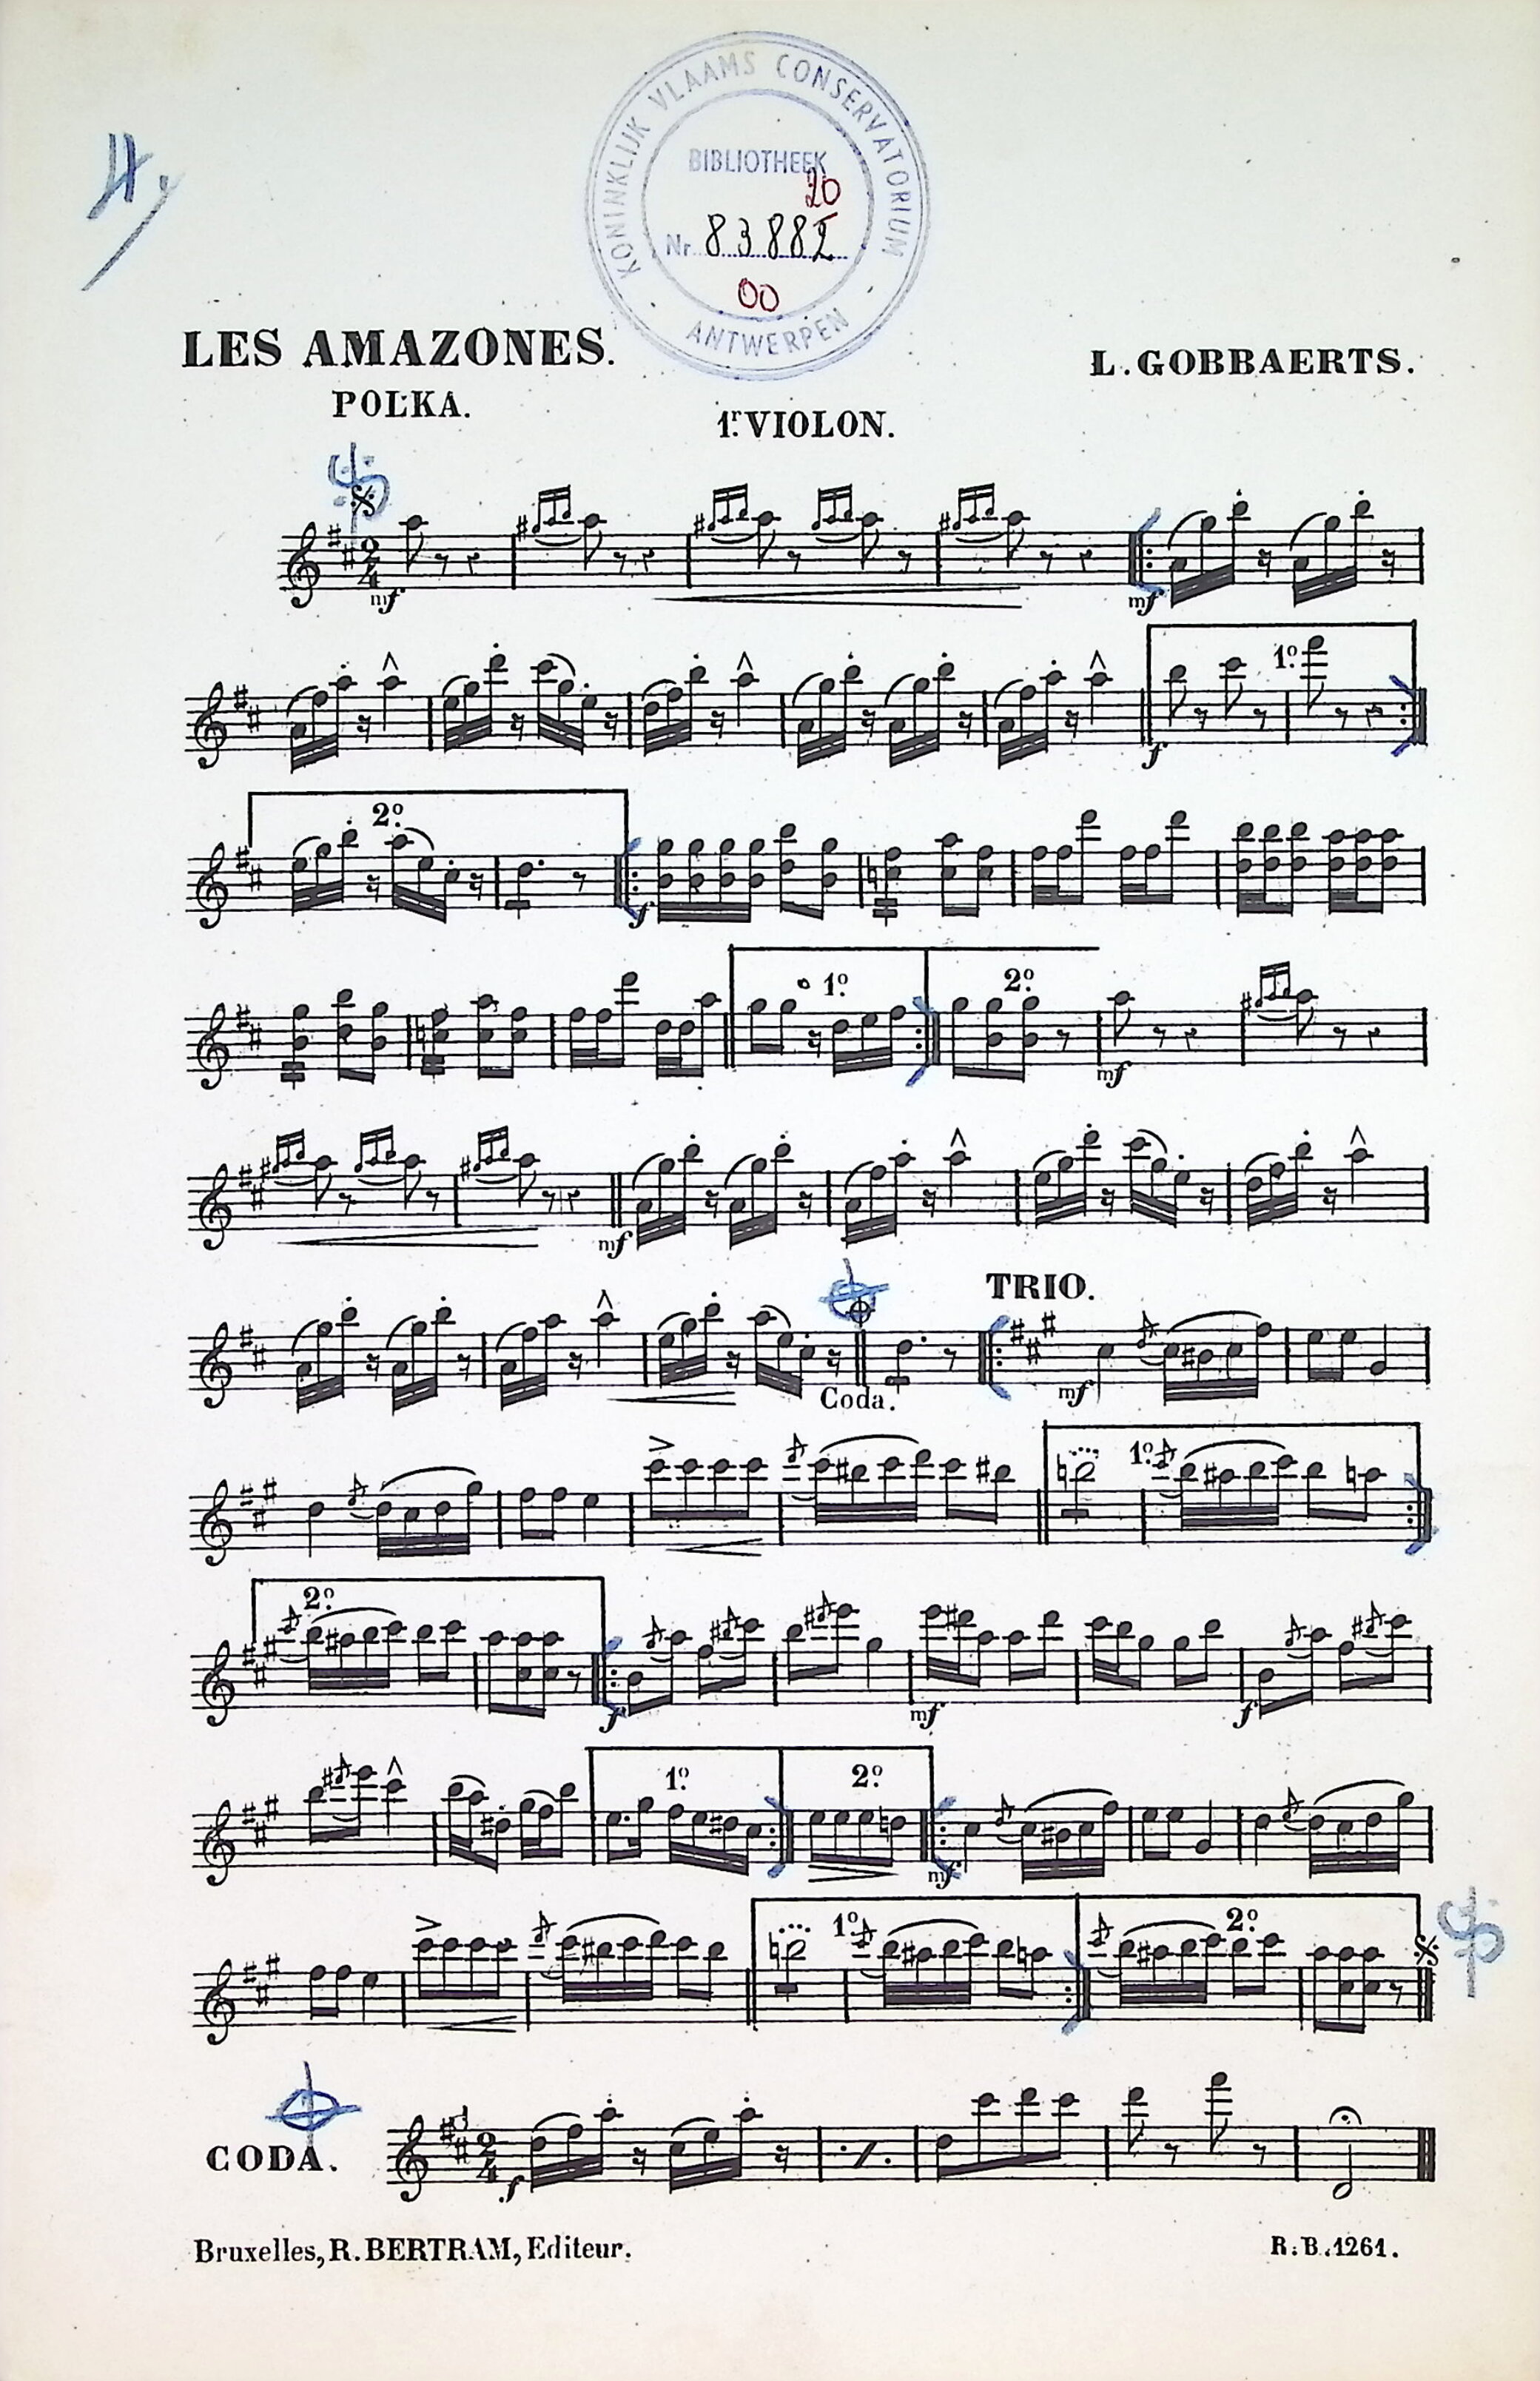 KONINKLIJK VLAAMS CONSERVATORIUM
BIBLIOTHEEK
20
Nr. 83882
00
ANTWERPEN
LES AMAZONES.
L. GOBBAERTS.
POLKA.
1r. VIOLON.
mf
mf
1o.
f
2o.
f
1o.
2o.
mf
mf
TRIO.
Coda.
mf
1o.
2o.
f
mf
f
1o.
2o.
mf
1o.
2o.
CODA.
f
Bruxelles, R. BERTRAM, Editeur.
R. B. 1261.